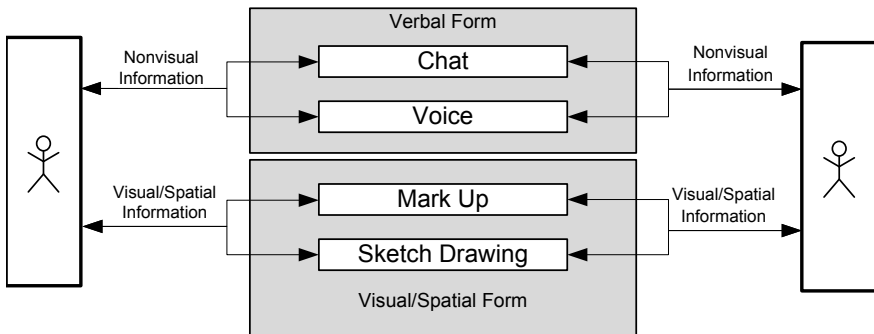 Verbal Form
Nonvisual
Information
Chat
Nonvisual
Information
Voice
Visual/Spatial
Information
Mark Up
Visual/Spatial
Information
Sketch Drawing
Visual/Spatial Form